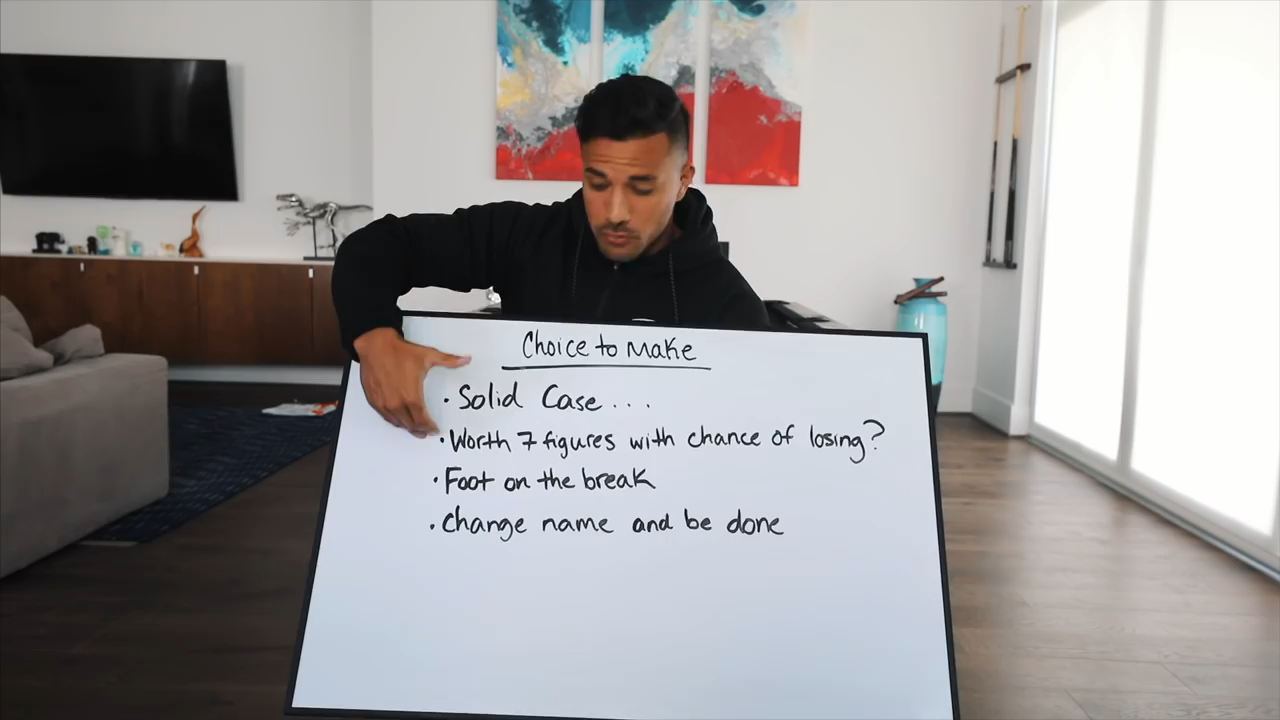 Choice to Make
• Solid Case...
• Worth 7 figures with chance of losing?
• Foot on the break
• Change name and be done